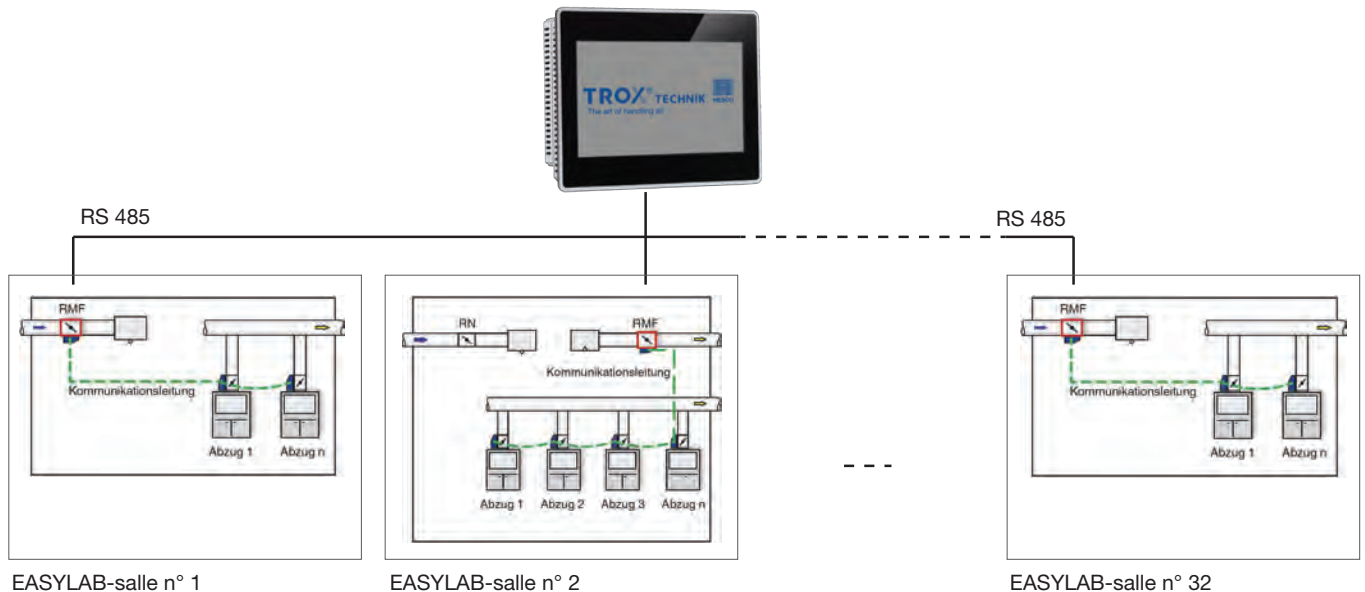 TROX® TECHNIK
The art of handling air
RS 485
RS 485
RMF
Kommunikationsleitung
Abzug 1 Abzug n
RN RMF
Kommunikationsleitung
Abzug 1 Abzug 2 Abzug 3 Abzug n
RMF
Kommunikationsleitung
Abzug 1 Abzug n
EASYLAB-salle n° 1
EASYLAB-salle n° 2
EASYLAB-salle n° 32